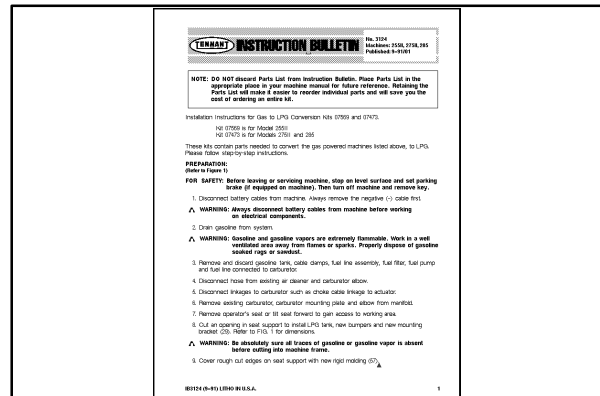 TENNANT INSTRUCTION BULLETIN
No. 3124
Machines: 255II, 275II, 285
Published: 9-91/01
NOTE: DO NOT discard Parts List from Instruction Bulletin. Place Parts List in the
appropriate place in your machine manual for future reference. Retaining the
Parts List will make it easier to reorder individual parts and will save you the
cost of ordering an entire kit.
Installation Instructions for Gas to LPG Conversion Kits 07569 and 07473.
Kit 07569 is for Model 255II
Kit 07473 is for Models 275II and 285
These kits contain parts needed to convert the gas powered machines listed above, to LPG.
Please follow step-by-step instructions.
PREPARATION:
(Refer to Figure 1)
FOR SAFETY: Before leaving or servicing machine, stop on level surface and set parking
brake (if equipped on machine). Then turn off machine and remove key.
1. Disconnect battery cables from machine. Always remove the negative (-) cable first.
WARNING: Always disconnect battery cables from machine before working
on electrical components.
2. Drain gasoline from system.
WARNING: Gasoline and gasoline vapors are extremely flammable. Work in a well
ventilated area away from flames or sparks. Properly dispose of gasoline
soaked rags or sawdust.
3. Remove and discard gasoline tank, cable clamps, fuel line assembly, fuel filter, fuel pump
and fuel line connected to carburetor.
4. Disconnect hose from existing air cleaner and carburetor elbow.
5. Disconnect linkages to carburetor such as choke cable linkage to actuator.
6. Remove existing carburetor, carburetor mounting plate and elbow from manifold.
7. Remove operator's seat or tilt seat forward to gain access to working area.
8. Cut an opening in seat support to install LPG tank, new bumpers and new mounting
bracket (29). Refer to FIG. 1 for dimensions.
WARNING: Be absolutely sure all traces of gasoline or gasoline vapor is absent
before cutting into machine frame.
9. Cover rough cut edges on seat support with new rigid molding (57)
IB3124 (9-91) LITHO IN U.S.A. 1